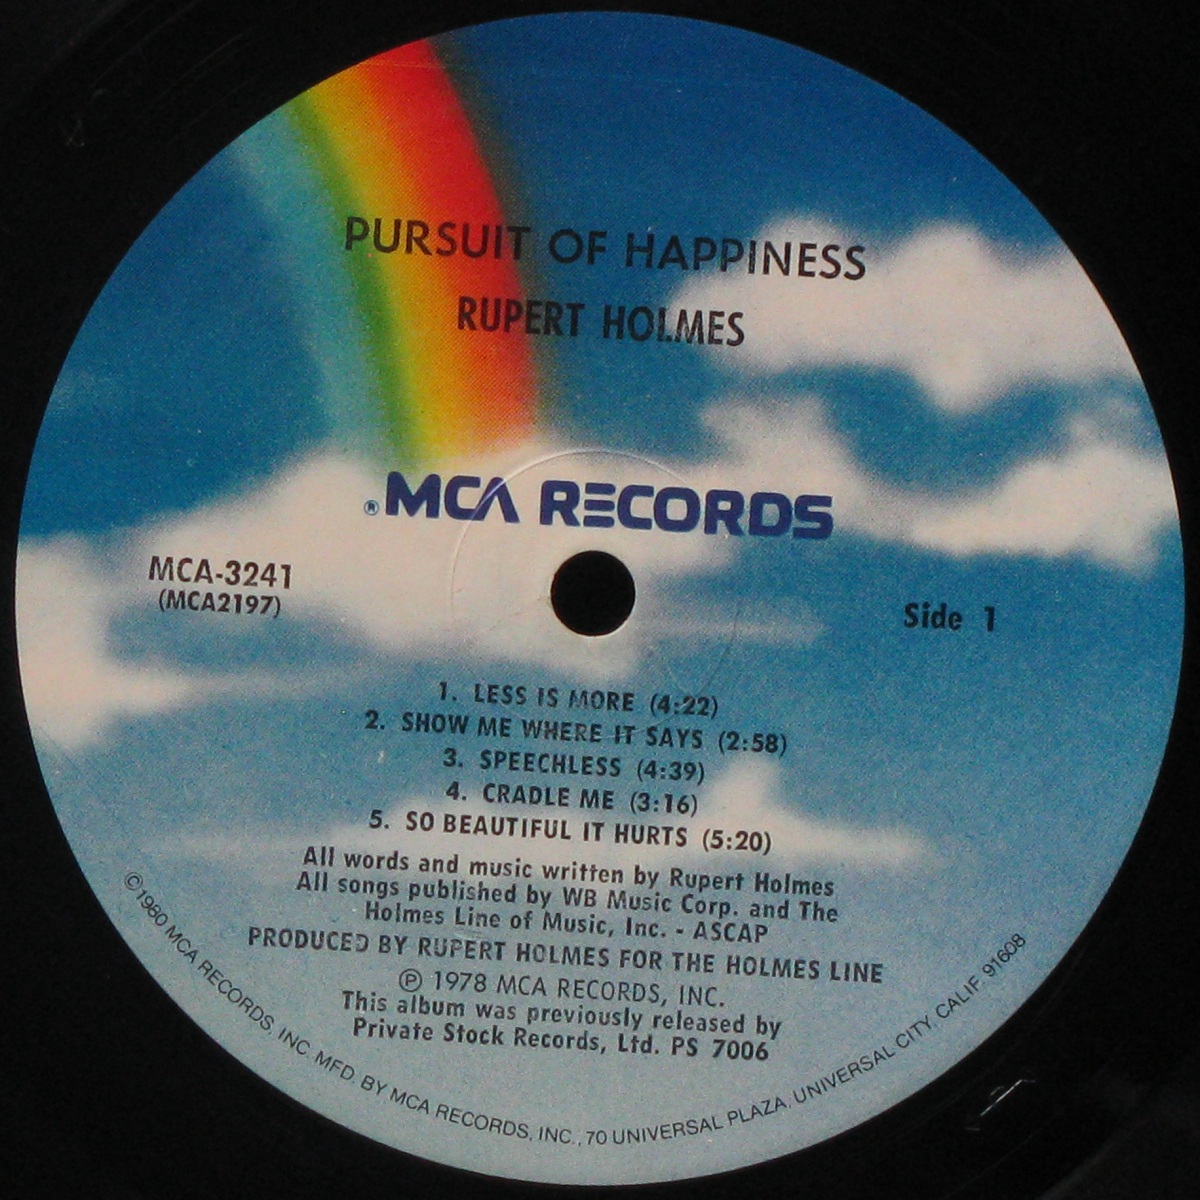 PURSUIT OF HAPPINESS
RUPERT HOLMES
®MCA RECORDS
MCA-3241
(MCA2197)
Side 1
1. LESS IS MORE (4:22)
2. SHOW ME WHERE IT SAYS (2:58)
3. SPEECHLESS (4:39)
4. CRADLE ME (3:16)
5. SO BEAUTIFUL IT HURTS (5:20)
All words and music written by Rupert Holmes
All songs published by WB Music Corp. and The
Holmes Line of Music, Inc. - ASCAP
PRODUCED BY RUPERT HOLMES FOR THE HOLMES LINE
℗ 1978 MCA RECORDS, INC.
This album was previously released by
Private Stock Records, Ltd. PS 7006
©1980 MCA RECORDS, INC. MFD. BY MCA RECORDS, INC., 70 UNIVERSAL PLAZA, UNIVERSAL CITY, CALIF. 91608